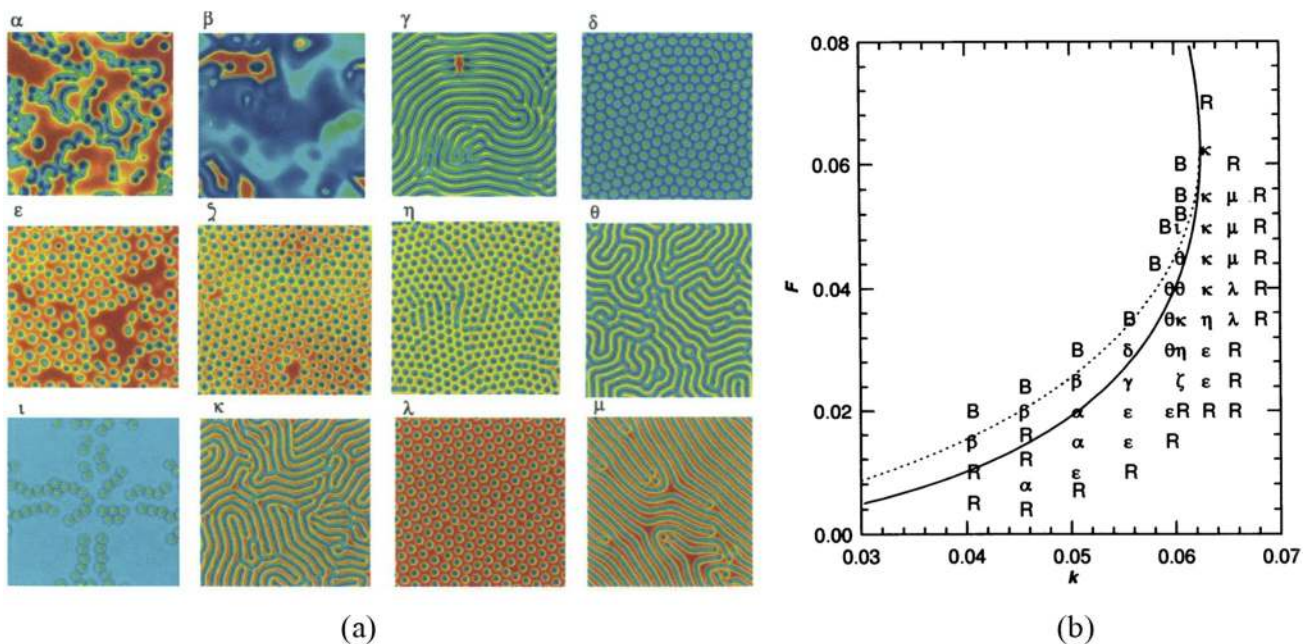 α β γ δ
ε ζ η θ
ι κ λ μ
(a)
F
0.08
R
κ
0.06 B R
B κ μ R
B
Bι κ μ R
θ κ μ R
B
0.04 θθ κ λ R
B θκ η λ R
B δ θη ε R
β γ ζ ε R
B
0.02 B β α ε εR R R
R
β α ε R
R
R ε R
α R
R R
0.00
0.03 0.04 0.05 0.06 0.07
k
(b)